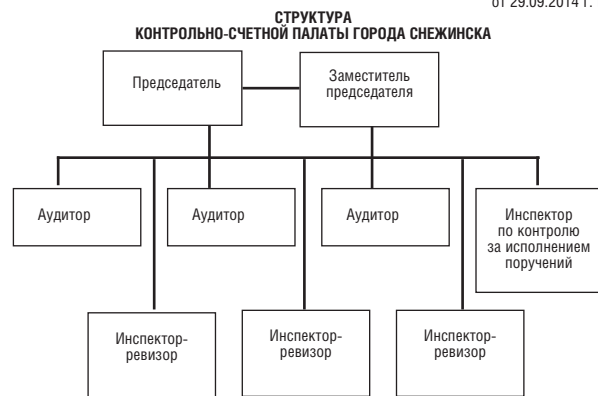 от 29.09.2014 г.
СТРУКТУРА
КОНТРОЛЬНО-СЧЕТНОЙ ПАЛАТЫ ГОРОДА СНЕЖИНСКА
Председатель
Заместитель
председателя
Аудитор
Аудитор
Аудитор
Инспектор
по контролю
за исполнением
поручений
Инспектор-
ревизор
Инспектор-
ревизор
Инспектор-
ревизор